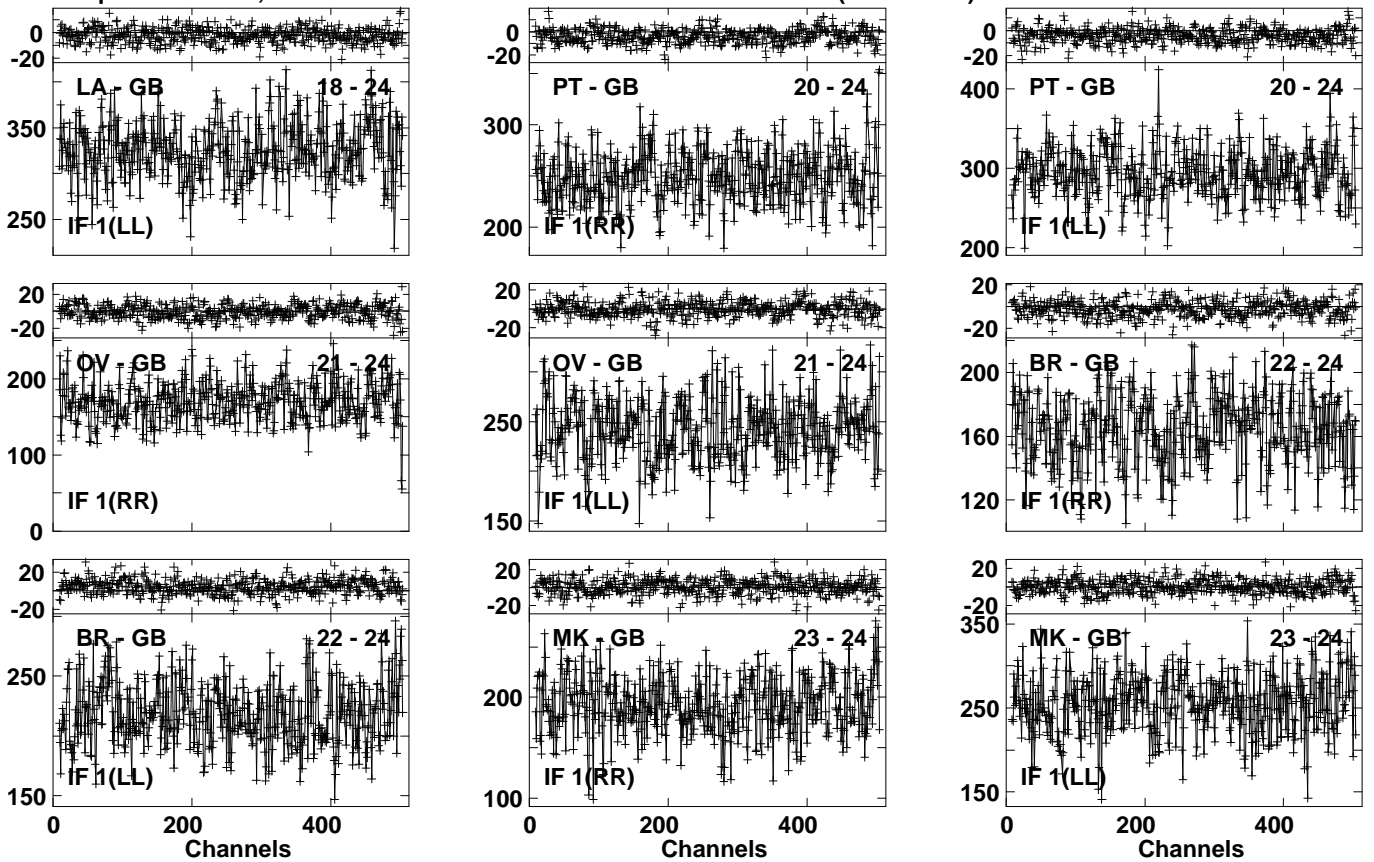 0
-20
LA - GB 18 - 24
350
250
IF 1(LL)
0
-20
PT - GB 20 - 24
300
200
IF 1(RR)
0
-20
PT - GB 20 - 24
400
300
200
IF 1(LL)
20
-20
OV - GB 21 - 24
200
100
0
IF 1(RR)
20
-20
OV - GB 21 - 24
250
150
IF 1(LL)
20
-20
BR - GB 22 - 24
200
160
120
IF 1(RR)
20
-20
BR - GB 22 - 24
250
150
IF 1(LL)
0 200 400
Channels
20
-20
MK - GB 23 - 24
200
100
IF 1(RR)
0 200 400
Channels
20
-20
MK - GB 23 - 24
350
250
150
IF 1(LL)
0 200 400
Channels